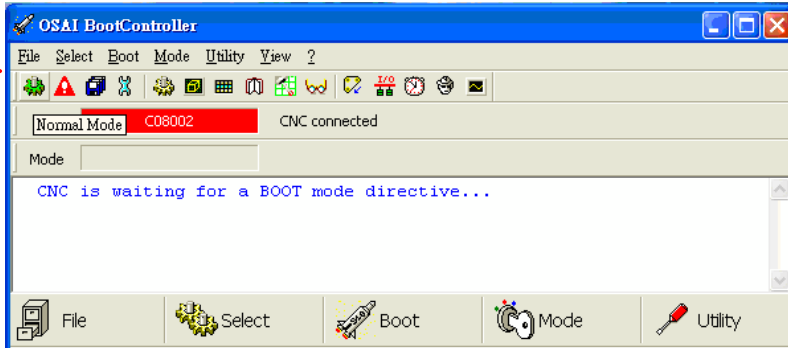 OSAI BootController
File Select Boot Mode Utility View ?
I/O
Normal Mode C08002 CNC connected
Mode
CNC is waiting for a BOOT mode directive...
File Select Boot Mode Utility